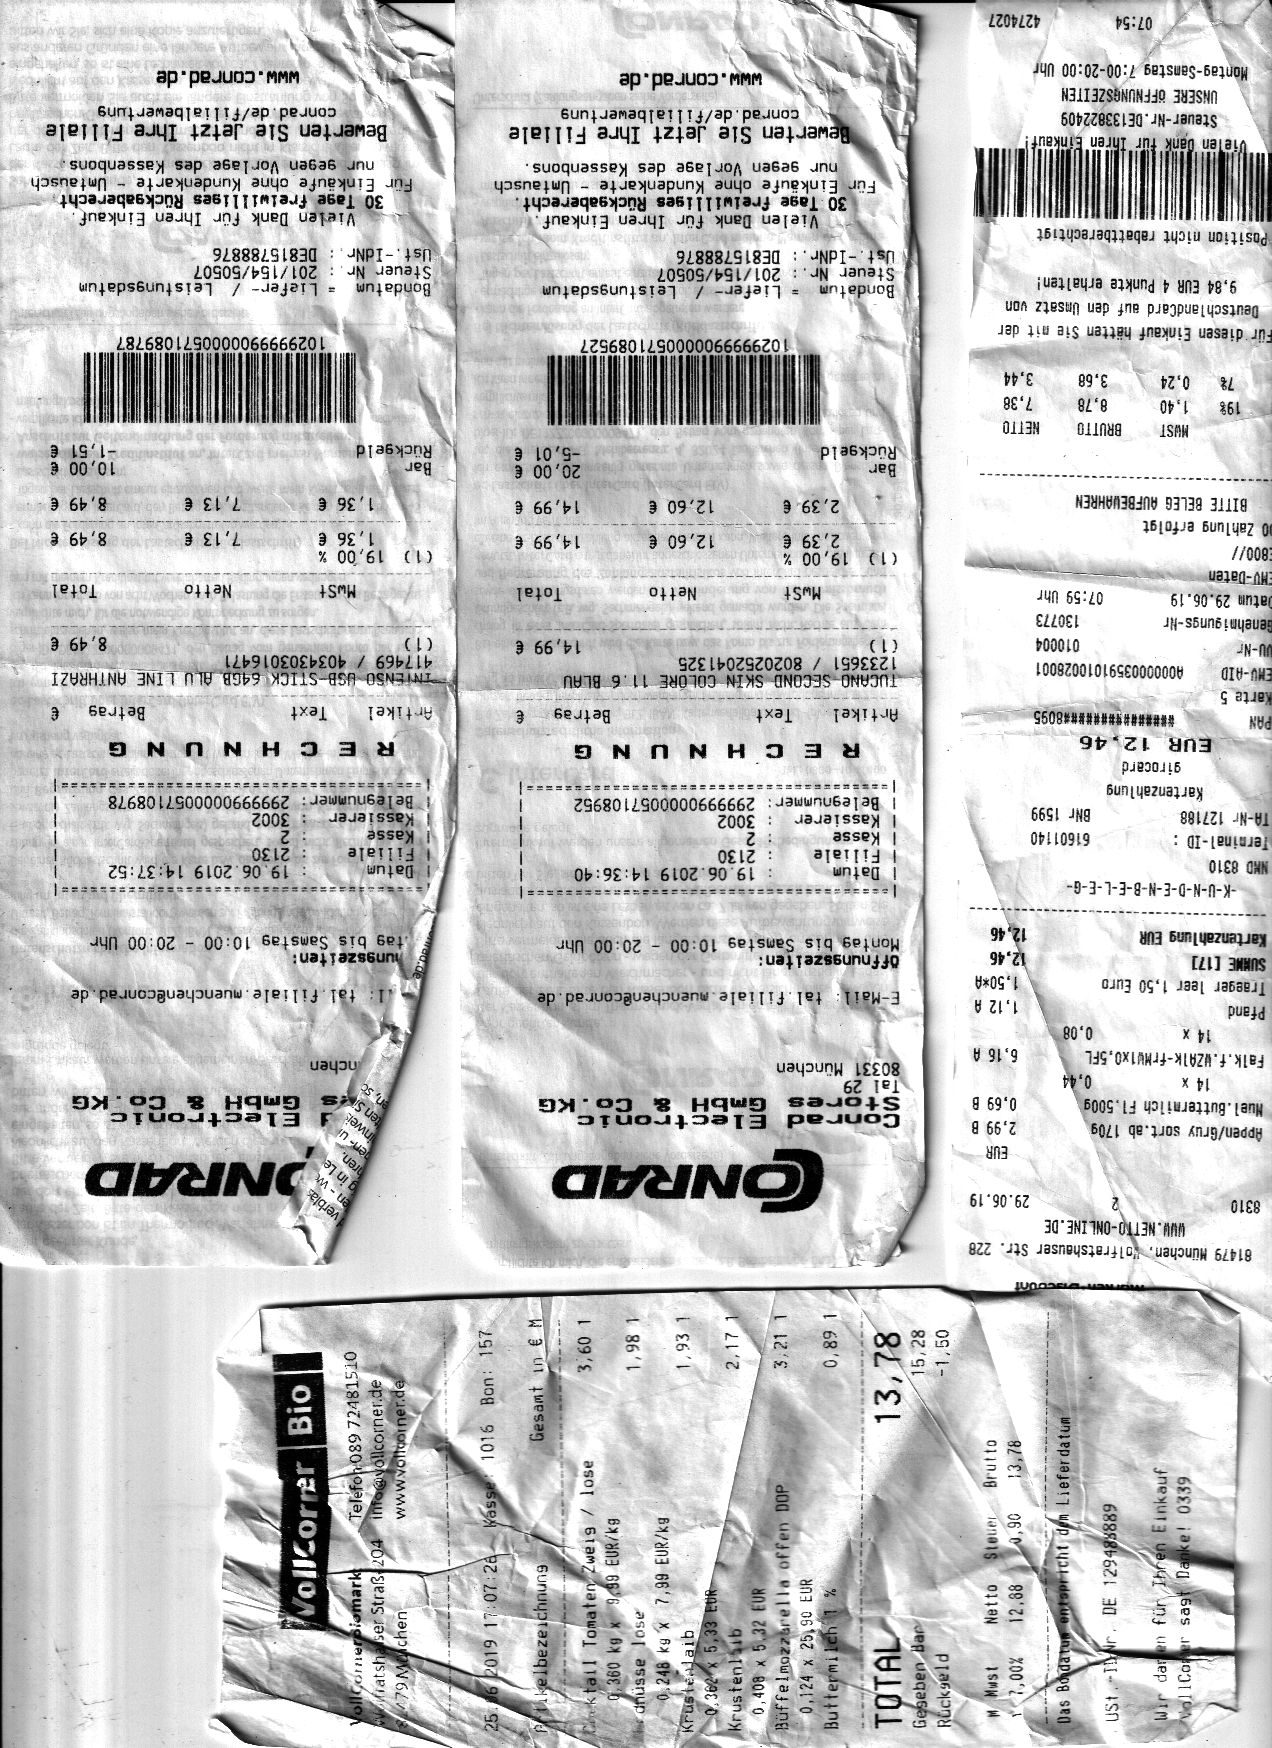 CONRAD
Conrad Electronic
Stores GmbH & Co.KG
Tal 29
80331 München
E-Mail: tal.filiale.muenchen@conrad.de
Öffnungszeiten:
Montag bis Samstag 10:00 - 20:00 Uhr
|===================================|
| Datum : 19.06.2019 14:36:40 |
| Filiale : 2130 |
| Kasse : 2 |
| Kassierer : 3002 |
| Belegnummer: 2999990000057108952 |
|===================================|
R E C H N U N G
Artikel Text Betrag €
TUCANO SECOND SKIN COLORE 11.6 BLAU
1233651 / 8020252041325
(1) 14,99 €
MwSt Netto Total
(1) 19,00 %
2,39 € 12,60 € 14,99 €
2,39 € 12,60 € 14,99 €
Bar 20,00 €
Rückgeld -5,01 €
1029999900000571089527
Bondatum = Liefer- / Leistungsdatum
Steuer Nr.: 201/154/50507
Ust.-IDNr.: DE815788876
Vielen Dank für Ihren Einkauf.
30 Tage freiwilliges Rückgaberecht.
Für Einkäufe ohne Kundenkarte - Umtausch
nur gegen Vorlage des Kassenbons.
Bewerten Sie jetzt Ihre Filiale
conrad.de/filialbewertung
www.conrad.de
ONRAD
Electronic
GmbH & Co.KG
nchen
tal.filiale.muenchen@conrad.de
nungszeiten:
tag bis Samstag 10:00 - 20:00 Uhr
|===================================|
| Datum : 19.06.2019 14:37:52 |
| Filiale : 2130 |
| Kasse : 2 |
| Kassierer : 3002 |
| Belegnummer: 2999990000057108978 |
|===================================|
R E C H N U N G
Artikel Text Betrag €
INTENSO USB-STICK 64GB ALU LINE ANTHRAZI
417469 / 4034303016471
(1) 8,49 €
MwSt Netto Total
(1) 19,00 %
1,36 € 7,13 € 8,49 €
1,36 € 7,13 € 8,49 €
Bar 10,00 €
Rückgeld -1,51 €
1029999900000571089787
Bondatum = Liefer- / Leistungsdatum
Steuer Nr.: 201/154/50507
Ust.-IDNr.: DE815788876
Vielen Dank für Ihren Einkauf.
30 Tage freiwilliges Rückgaberecht.
Für Einkäufe ohne Kundenkarte - Umtausch
nur gegen Vorlage des Kassenbons.
Bewerten Sie jetzt Ihre Filiale
conrad.de/filialbewertung
www.conrad.de
81479 München, Wolfratshauser Str. 228
WWW.NETTO-ONLINE.DE
8310 2 29.06.19
EUR
Appen/Gruy sort.ab 170g 2,99 B
Muel.Buttermilch Fl.500g 0,69 B
14 x 0,44
Falk.f.WZAlk-frMW1x0,5FL 6,16 A
14 x 0,08
Pfand 1,12 A
Traeger leer 1,50 Euro 1,50*A
SUMME [17] 12,46
Kartenzahlung EUR 12,46
-K-U-N-D-E-N-B-E-L-E-G-
NMD 8310
Terminal-ID : 61601140
TA-Nr 127188 BNr 1599
Kartenzahlung
girocard
EUR 12,46
PAN ###############8095
Karte 5
EMV-AID A0000003591010028001
VU-Nr 010004
Genehmigungs-Nr 130773
Datum 29.06.19 07:59 Uhr
EMV-Daten
E800//
00 Zahlung erfolgt
BITTE BELEG AUFBEWAHREN
MWST BRUTTO NETTO
19% 1,40 8,78 7,38
7% 0,24 3,68 3,44
Für diesen Einkauf hätten Sie mit der
DeutschlandCard auf den Umsatz von
9,84 EUR 4 Punkte erhalten!
Position nicht rabattberechtigt
Vielen Dank für Ihren Einkauf!
Steuer-Nr.DE133822409
UNSERE ÖFFNUNGSZEITEN
Montag-Samstag 7:00-20:00 Uhr
07:54 4274027
VollCorner Bio
Telefon 089 72481510
Straße 204 info@vollcorner.de
München www.vollcorner.de
2019 17:07:26 Kasse: 1016 Bon: 157
Artikelbezeichnung Gesamt in € M
Tomaten Zweig / lose 3,60 1
0,360 kg x 9,99 EUR/kg
lose 1,98 1
0,248 kg x 7,99 EUR/kg
Krustenlaib 1,93 1
0,362 x 5,33 EUR
Krustenlaib 2,17 1
0,408 x 5,32 EUR
Büffelmozzarella offen DOP 3,21 1
0,124 x 25,90 EUR
Buttermilch 1 % 0,89 1
TOTAL 13,78
Gegeben Bar 15,28
Rückgeld -1,50
M Mwst Netto Steuer Bruttto
1 7,00% 12,88 0,90 13,78
Das Bondatum entspricht dem Lieferdatum
USt.-IdNr. DE 129488889
Wir danken für Ihren Einkauf
VollCorner sagt Danke! 0339